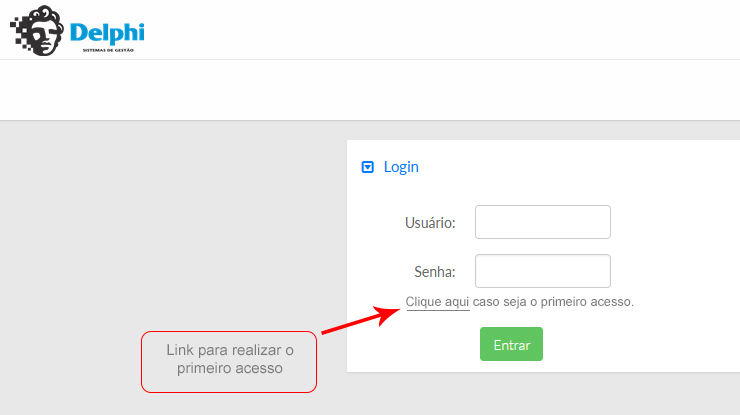 Delphi
SISTEMAS DE GESTÃO
Login
Usuário:
Senha:
Clique aqui caso seja o primeiro acesso.
Link para realizar o
primeiro acesso
Entrar